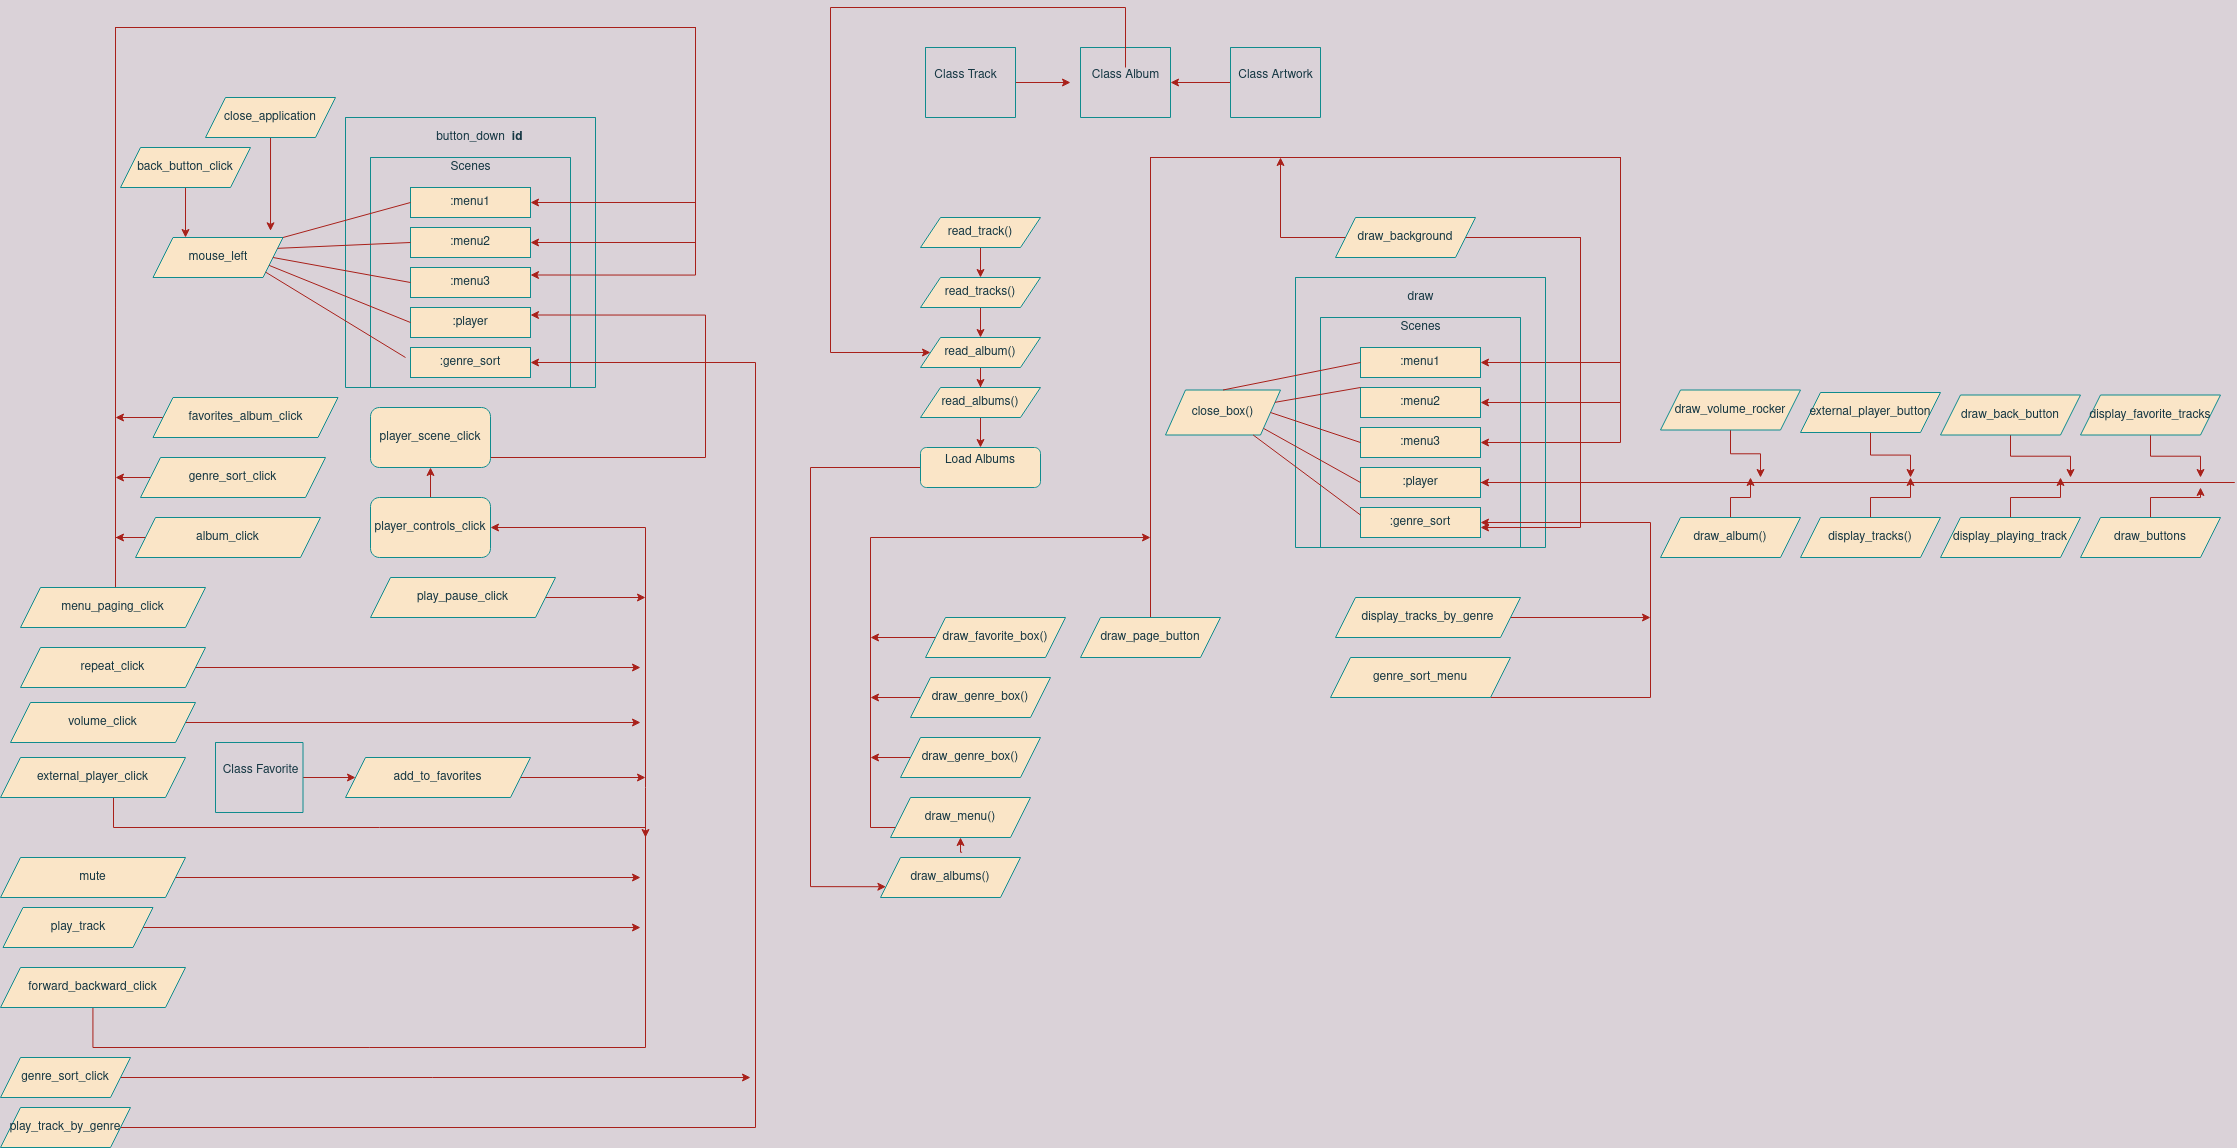 close_application
back_button_click
mouse_left
button_down id
Scenes
:menu1
:menu2
:menu3
:player
:genre_sort
favorites_album_click
genre_sort_click
album_click
menu_paging_click
player_scene_click
player_controls_click
play_pause_click
repeat_click
volume_click
external_player_click
Class Favorite
add_to_favorites
mute
play_track
forward_backward_click
genre_sort_click
play_track_by_genre
Class Track
Class Album
Class Artwork
read_track()
read_tracks()
read_album()
read_albums()
Load Albums
draw_favorite_box()
draw_genre_box()
draw_genre_box()
draw_menu()
draw_albums()
draw_page_button
draw_background
draw
Scenes
:menu1
:menu2
:menu3
:player
:genre_sort
close_box()
display_tracks_by_genre
genre_sort_menu
draw_volume_rocker
external_player_button
draw_back_button
display_favorite_tracks
draw_album()
display_tracks()
display_playing_track
draw_buttons